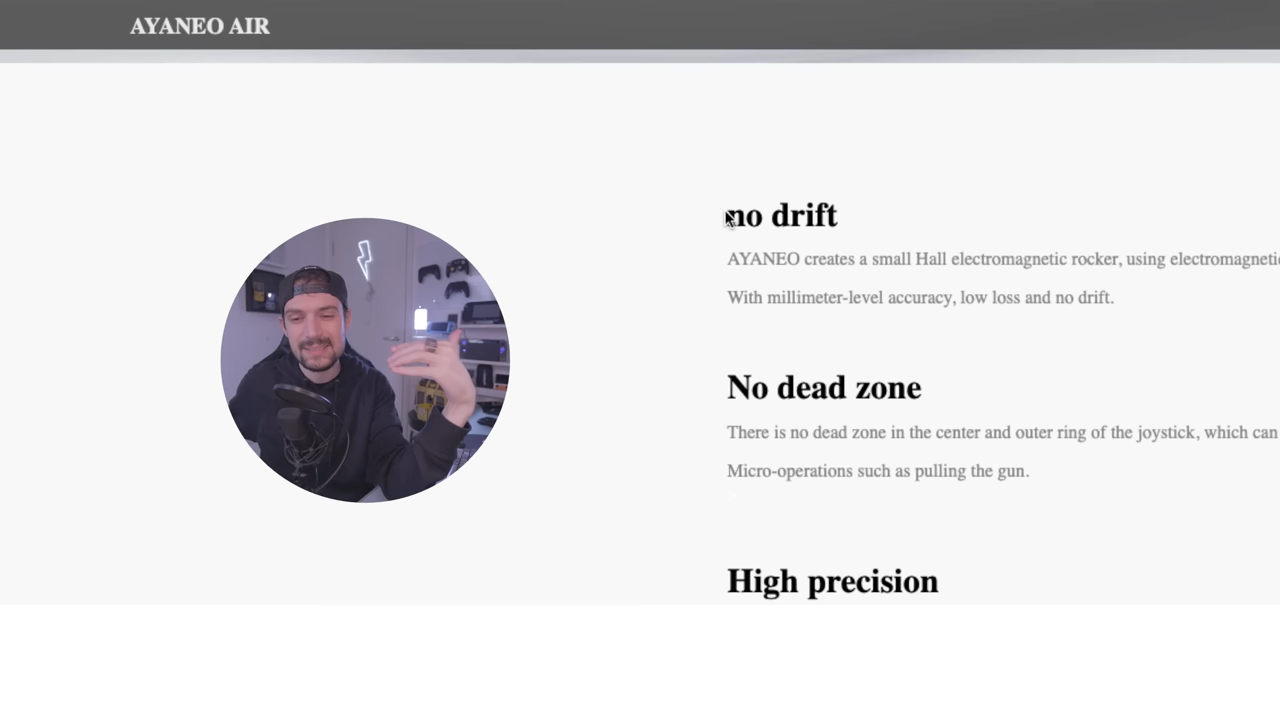 AYANEO AIR
no drift
AYANEO creates a small Hall electromagnetic rocker, using electromagnetic
With millimeter-level accuracy, low loss and no drift.
No dead zone
There is no dead zone in the center and outer ring of the joystick, which can
Micro-operations such as pulling the gun.
High precision